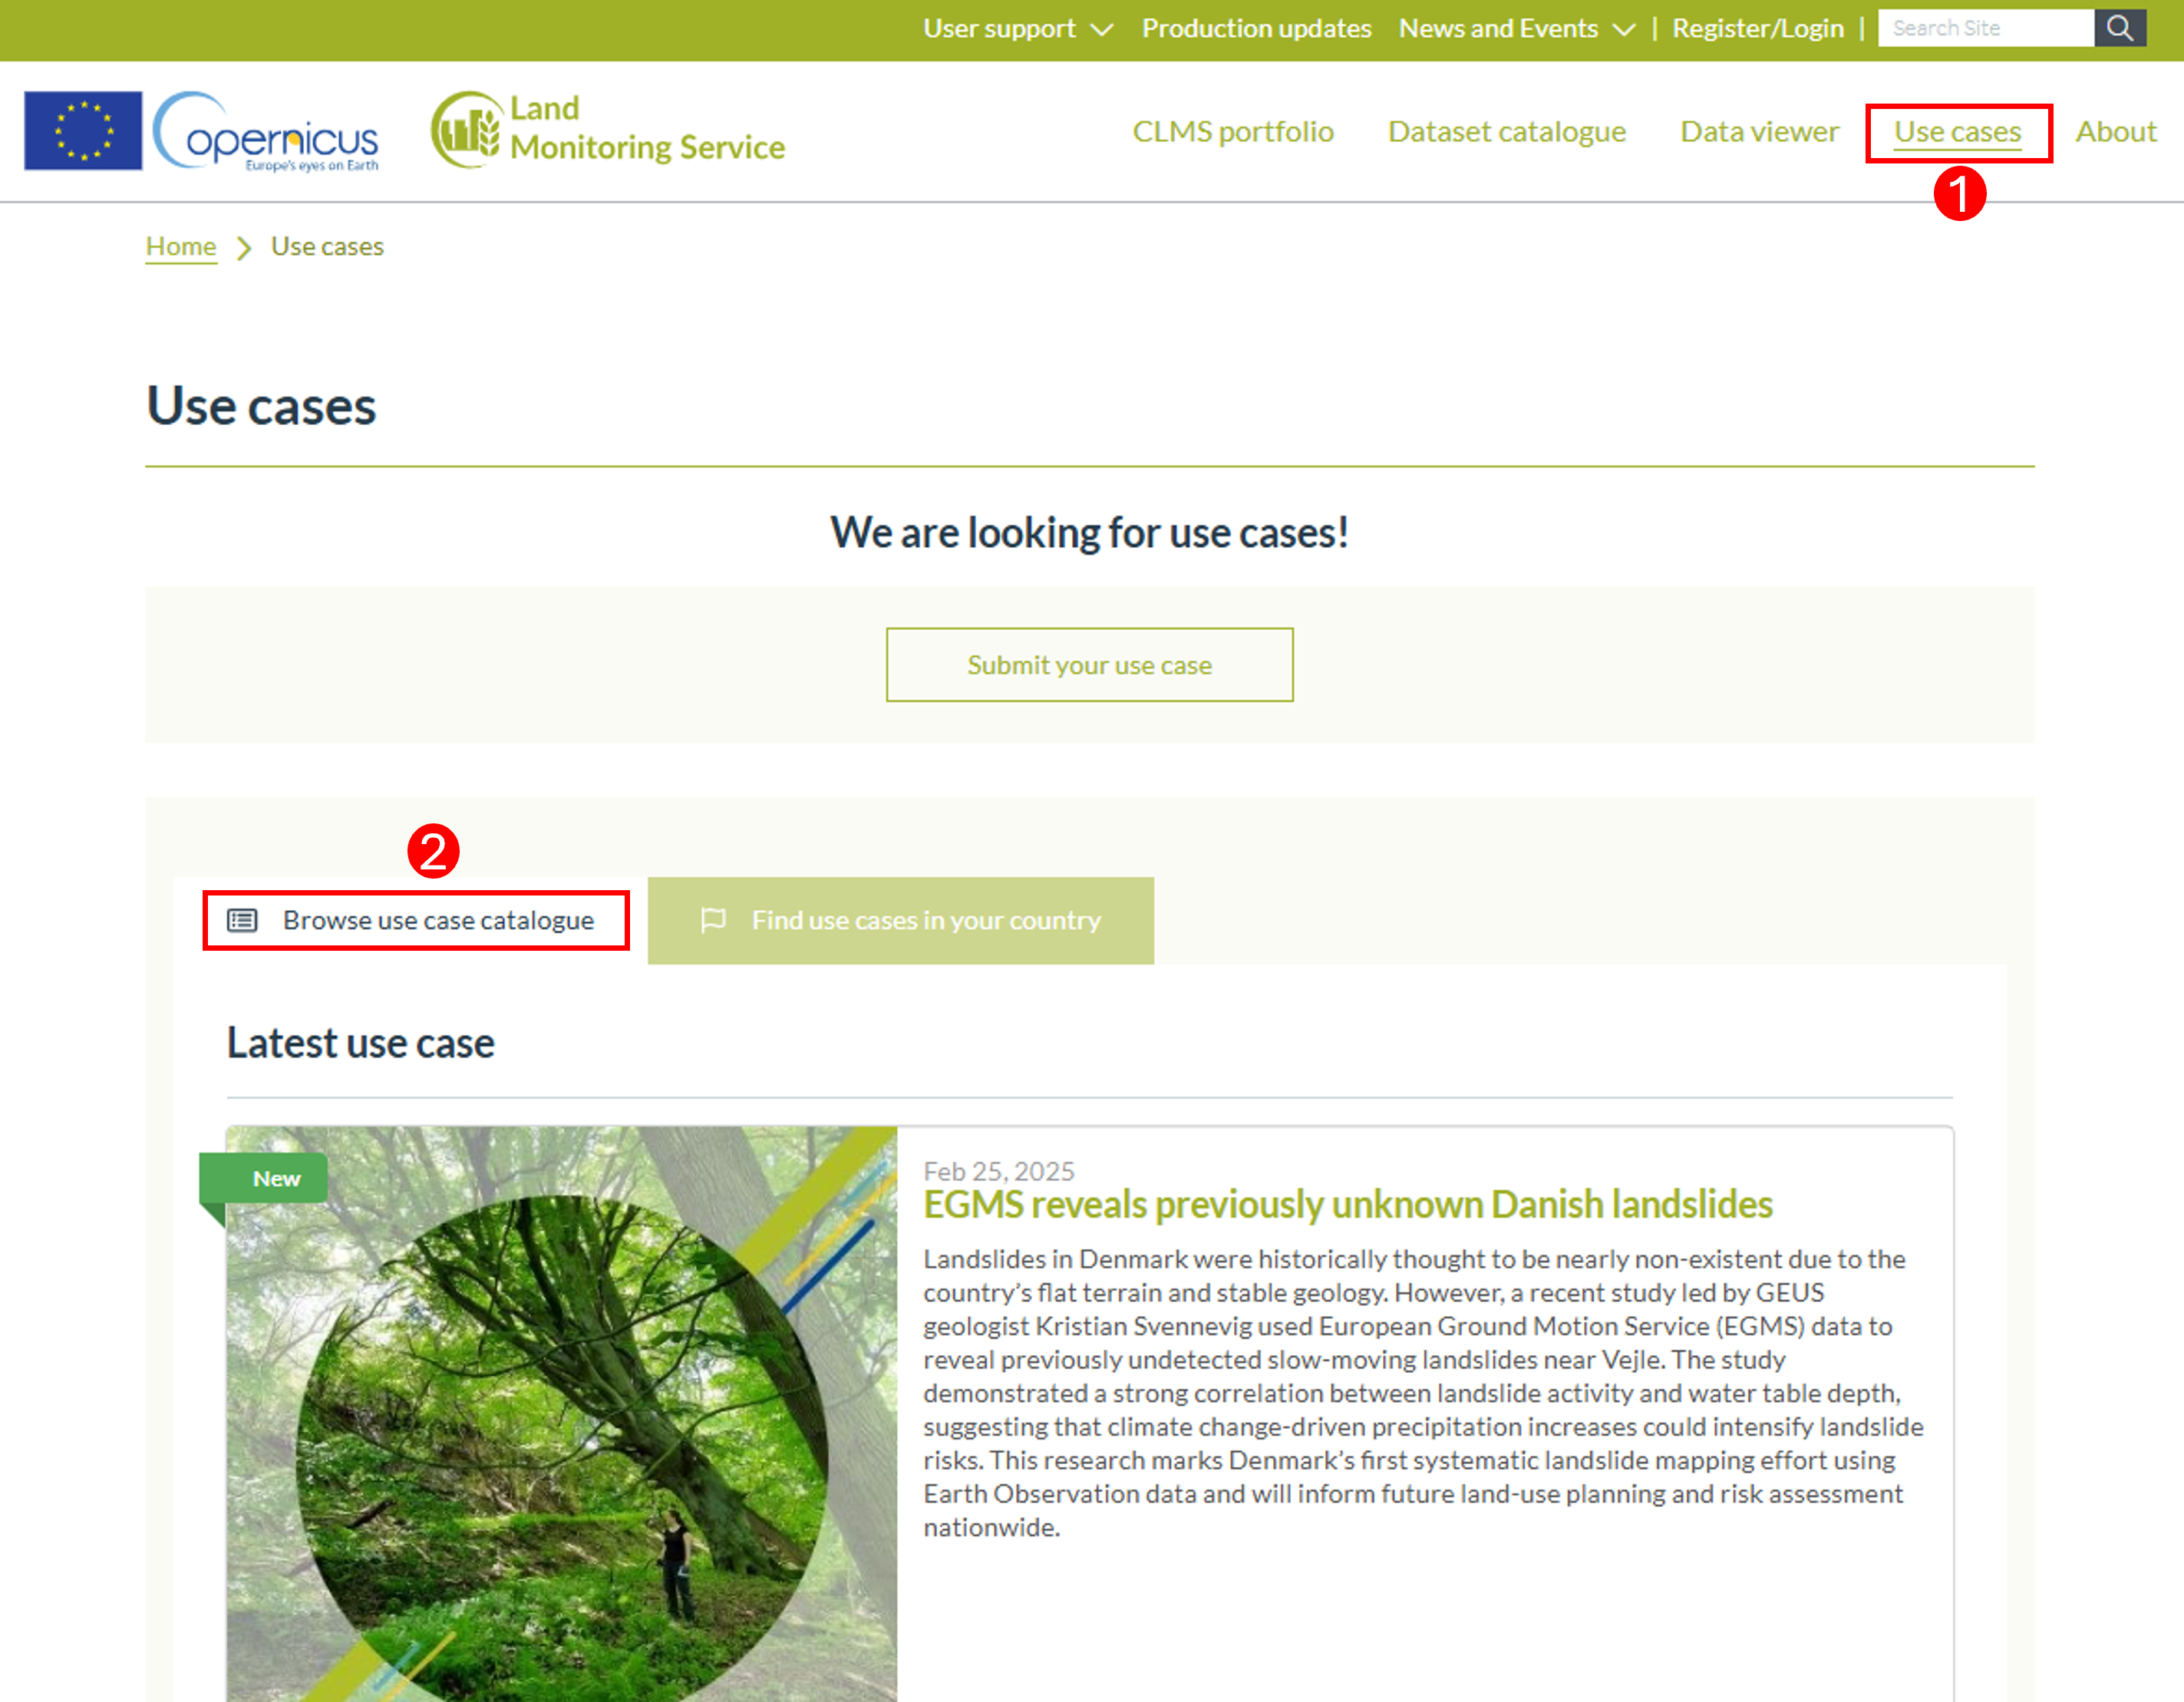 User support Production updates News and Events | Register/Login | Search Site
Copernicus
Europe's eyes on Earth
Land
Monitoring Service
CLMS portfolio Dataset catalogue Data viewer Use cases About
1
Home > Use cases
Use cases
We are looking for use cases!
Submit your use case
2
Browse use case catalogue Find use cases in your country
Latest use case
New
Feb 25, 2025
EGMS reveals previously unknown Danish landslides
Landslides in Denmark were historically thought to be nearly non-existent due to the
country’s flat terrain and stable geology. However, a recent study led by GEUS
geologist Kristian Svennevig used European Ground Motion Service (EGMS) data to
reveal previously undetected slow-moving landslides near Vejle. The study
demonstrated a strong correlation between landslide activity and water table depth,
suggesting that climate change-driven precipitation increases could intensify landslide
risks. This research marks Denmark’s first systematic landslide mapping effort using
Earth Observation data and will inform future land-use planning and risk assessment
nationwide.